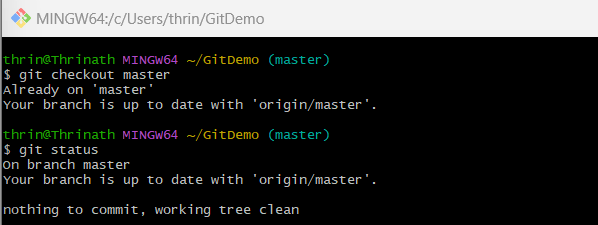 MINGW64:/c/Users/thrin/GitDemo
thrin@Thrinath MINGW64 ~/GitDemo (master)
$ git checkout master
Already on 'master'
Your branch is up to date with 'origin/master'.
thrin@Thrinath MINGW64 ~/GitDemo (master)
$ git status
On branch master
Your branch is up to date with 'origin/master'.
nothing to commit, working tree clean